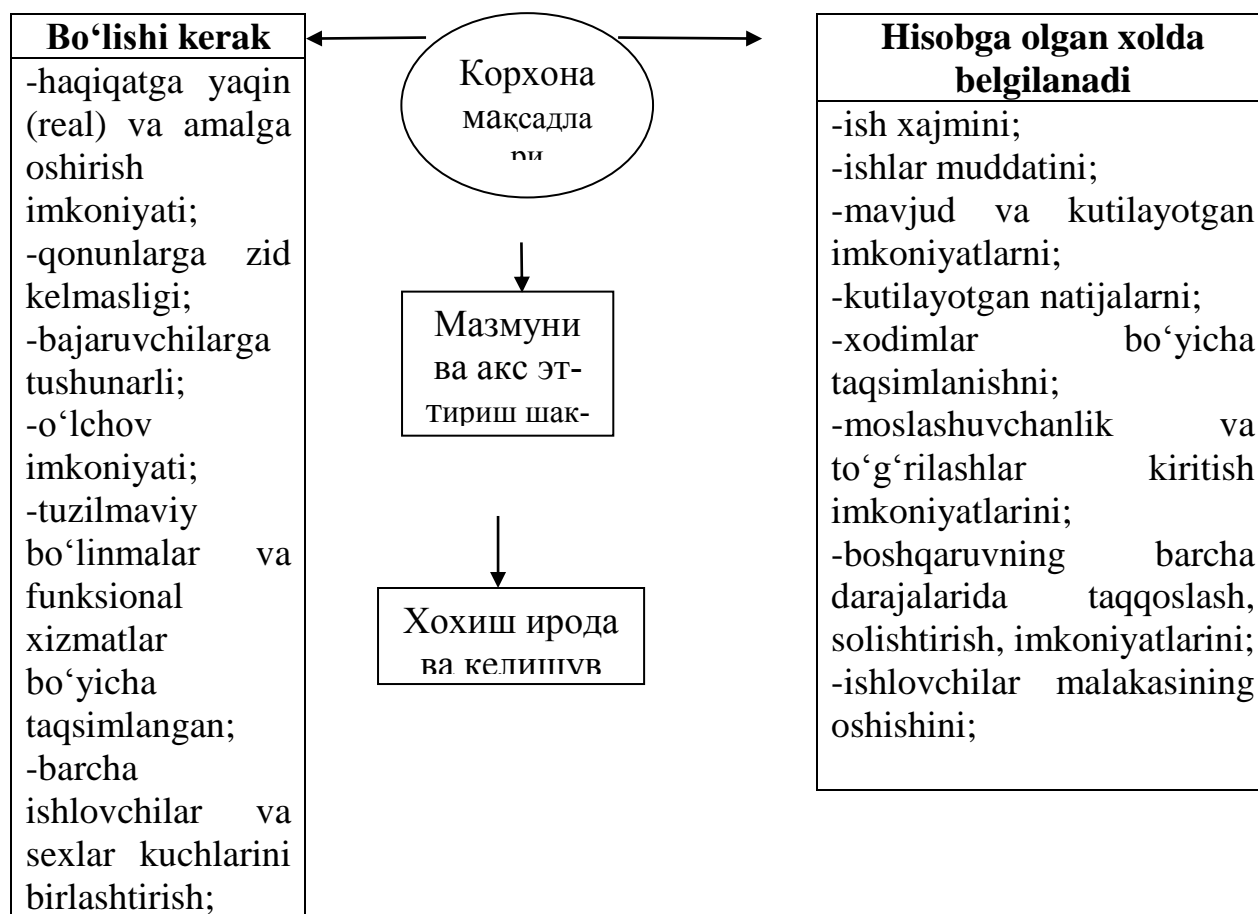 Bo‘lishi kerak
-haqiqatga yaqin
(real) va amalga
oshirish
imkoniyati;
-qonunlarga zid
kelmasligi;
-bajaruvchilarga
tushunarli;
-o‘lchov
imkoniyati;
-tuzilmaviy
bo‘linmalar va
funksional
xizmatlar
bo‘yicha
taqsimlangan;
-barcha
ishlovchilar va
sexlar kuchlarini
birlashtirish;
Корхона
мақсадла
ри
Мазмуни
ва акс эт-
тириш шак-
Хохиш ирода
ва келишув
Hisobga olgan xolda
belgilanadi
-ish xajmini;
-ishlar muddatini;
-mavjud va kutilayotgan
imkoniyatlarni;
-kutilayotgan natijalarni;
-xodimlar bo‘yicha
taqsimlanishni;
-moslashuvchanlik va
to‘g‘rilashlar kiritish
imkoniyatlarini;
-boshqaruvning barcha
darajalarida taqqoslash,
solishtirish, imkoniyatlarini;
-ishlovchilar malakasining
oshishini;